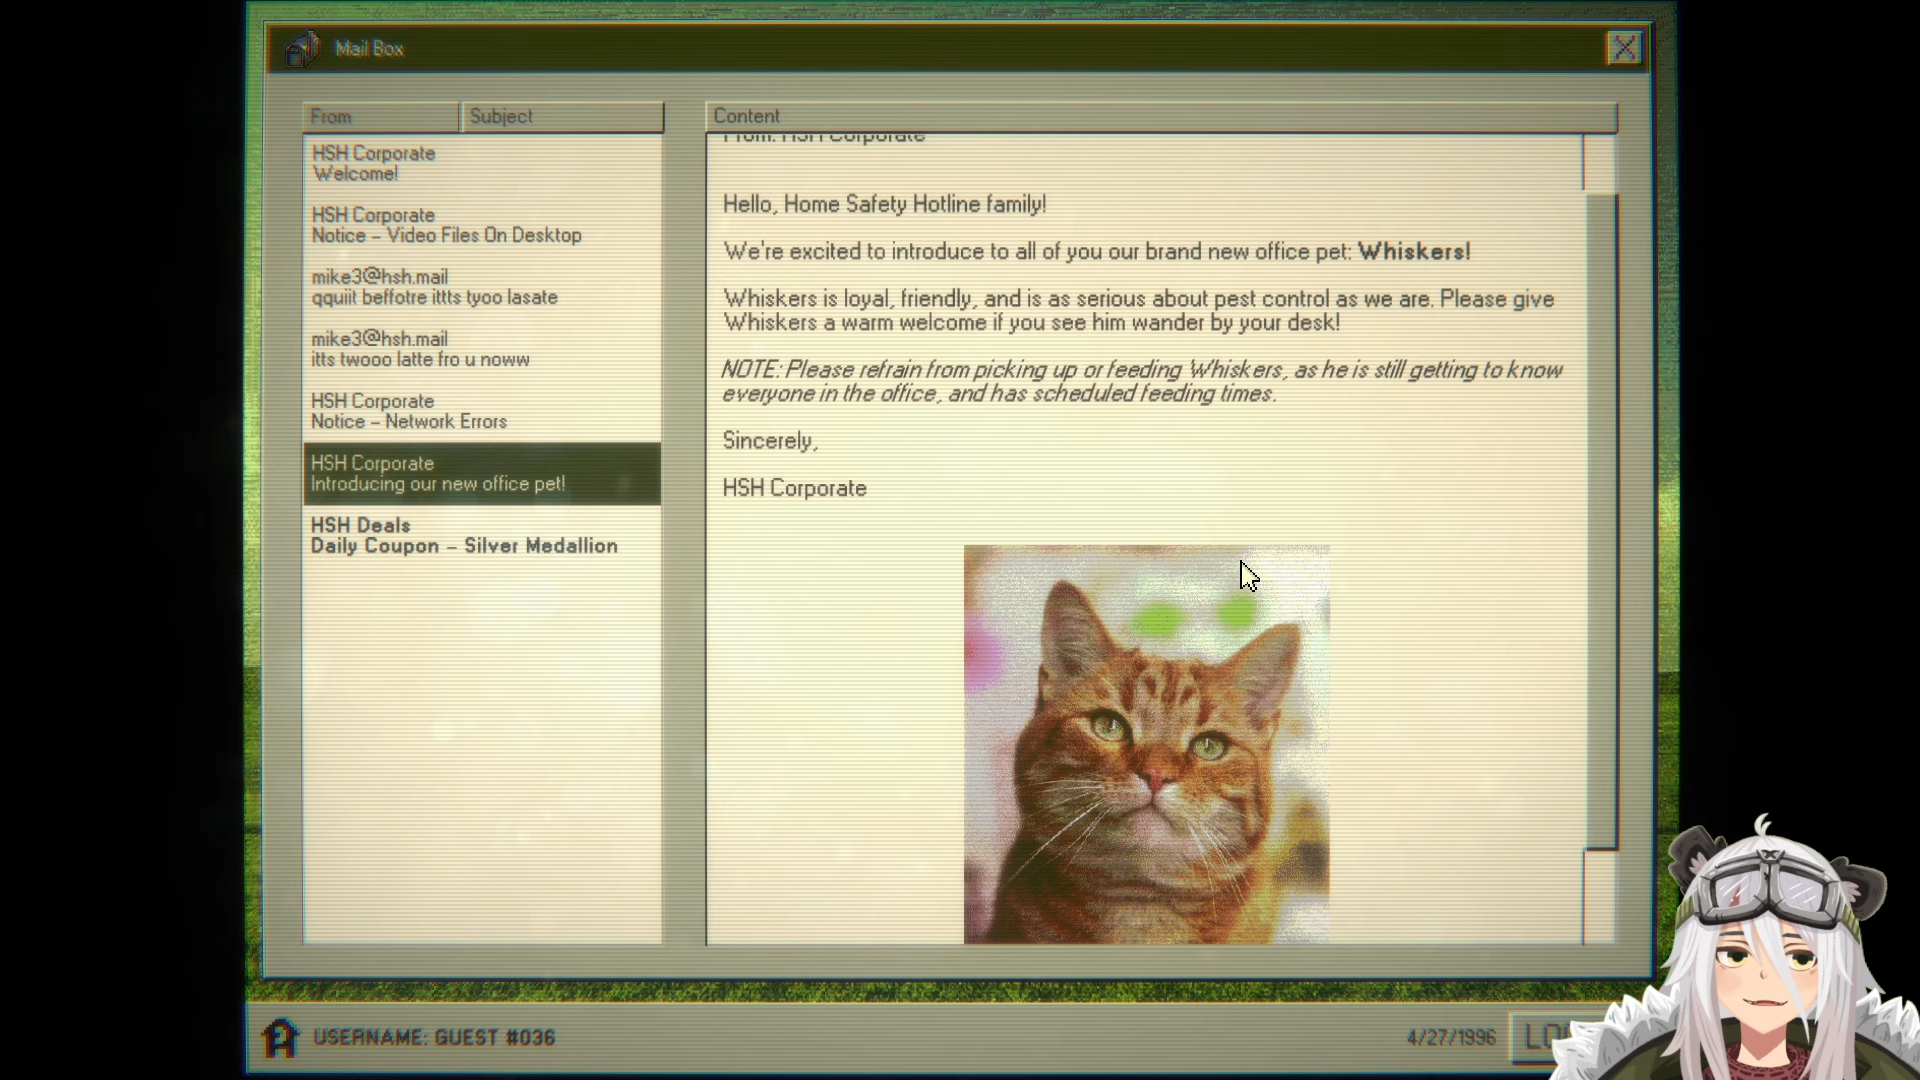 Mail Box
From
Subject
HSH Corporate
Welcome!
HSH Corporate
Notice – Video Files On Desktop
mike3@hsh.mail
qquiit beffotre ittts tyoo lasate
mike3@hsh.mail
itts twooo latte fro u noww
HSH Corporate
Notice – Network Errors
HSH Corporate
Introducing our new office pet!
HSH Deals
Daily Coupon – Silver Medallion
Content
From: HSH Corporate
Hello, Home Safety Hotline family!
We're excited to introduce to all of you our brand new office pet: Whiskers!
Whiskers is loyal, friendly, and is as serious about pest control as we are. Please give
Whiskers a warm welcome if you see him wander by your desk!
NOTE: Please refrain from picking up or feeding Whiskers, as he is still getting to know
everyone in the office, and has scheduled feeding times.
Sincerely,
HSH Corporate
USERNAME: GUEST #036
4/27/1996